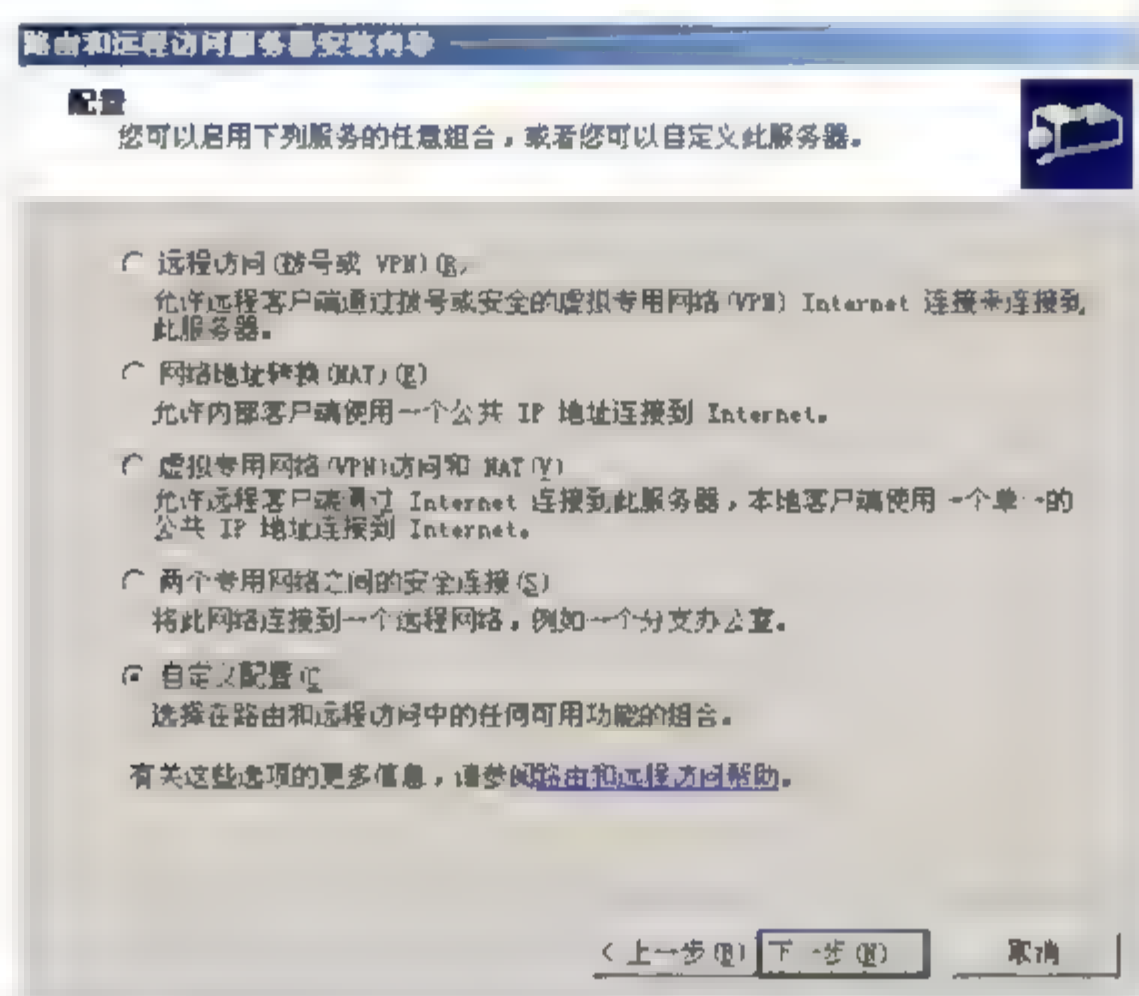 路由和远程访问服务器安装向导
配置
您可以启用下列服务的任意组合，或者您可以自定义此服务器。
远程访问(拨号或 VPN)(R)
允许远程客户端通过拨号或安全的虚拟专用网络(VPN) Internet 连接来连接到
此服务器。
网络地址转换(NAT)(E)
允许内部客户端使用一个公共 IP 地址连接到 Internet。
虚拟专用网络(VPN)访问和 NAT(V)
允许远程客户端通过 Internet 连接到此服务器，本地客户端使用一个单一的
公共 IP 地址连接到 Internet。
两个专用网络之间的安全连接(S)
将此网络连接到一个远程网络，例如一个分支办公室。
自定义配置(C)
选择在路由和远程访问中的任何可用功能的组合。
有关这些选项的更多信息，请参阅路由和远程访问帮助。
< 上一步(B) 下一步(N) 取消